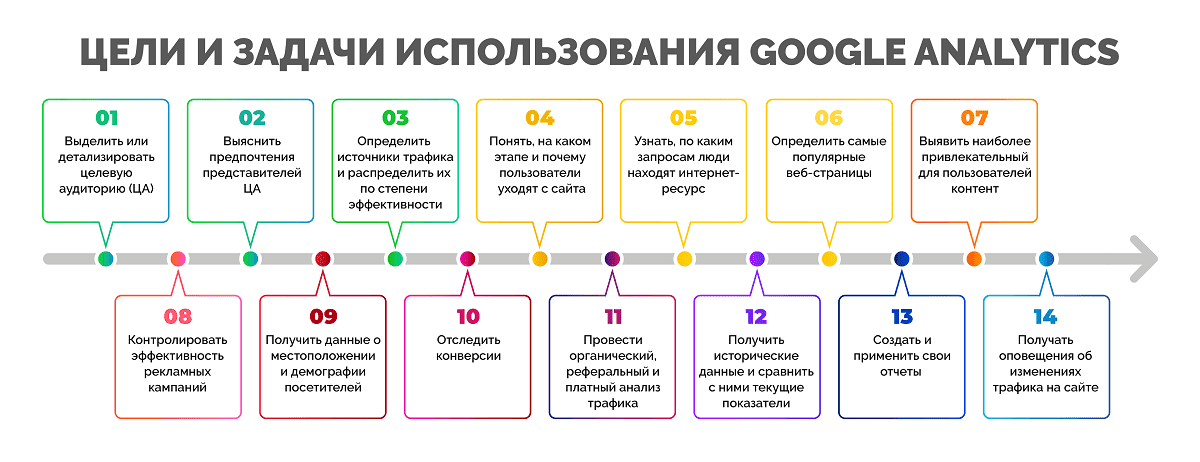 ЦЕЛИ И ЗАДАЧИ ИСПОЛЬЗОВАНИЯ GOOGLE ANALYTICS
01
Выделить или
детализировать
целевую
аудиторию (ЦА)
02
Выяснить
предпочтения
представителей
ЦА
03
Определить
источники трафика
и распределить их
по степени
эффективности
04
Понять, на каком
этапе и почему
пользователи
уходят с сайта
05
Узнать, по каким
запросам люди
находят интернет-
ресурс
06
Определить самые
популярные
веб-страницы
07
Выявить наиболее
привлекательный
для пользователей
контент
08
Контролировать
эффективность
рекламных
кампаний
09
Получить данные о
местоположении
и демографии
посетителей
10
Отследить
конверсии
11
Провести
органический,
реферальный и
платный анализ
трафика
12
Получить
исторические
данные и сравнить
с ними текущие
показатели
13
Создать и
применить свои
отчеты
14
Получать
оповещения об
изменениях
трафика на сайте